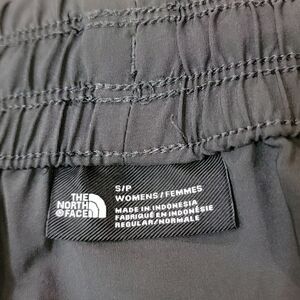 THE
NORTH
FACE
S/P
WOMENS/FEMMES
MADE IN INDONESIA
FABRIQUÉ EN INDONÉSIE
REGULAR/NORMALE